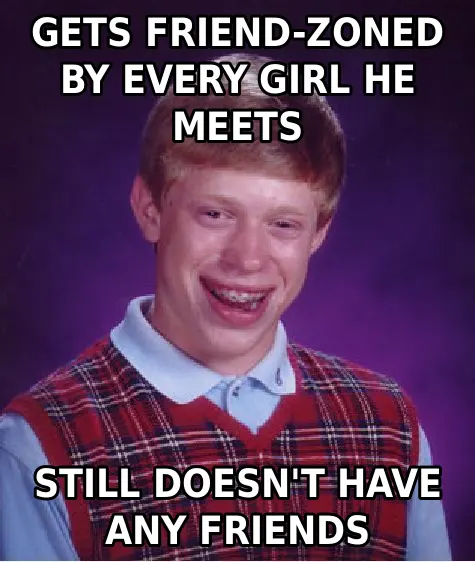 GETS FRIEND-ZONED
BY EVERY GIRL HE
MEETS
STILL DOESN'T HAVE
ANY FRIENDS